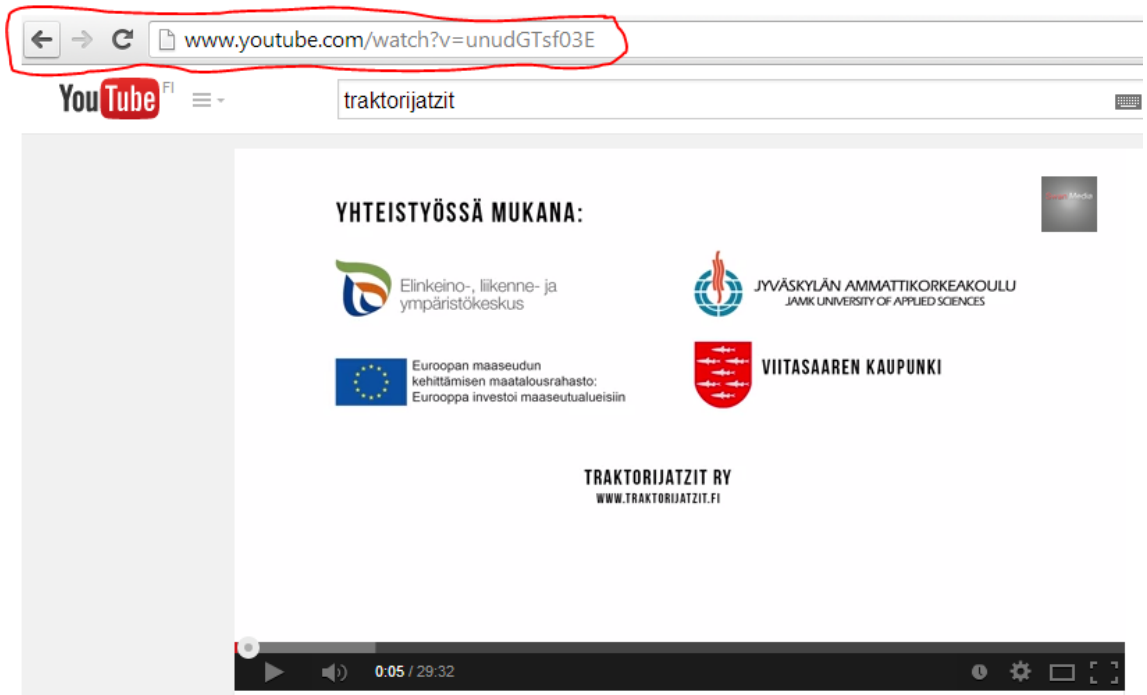 www.youtube.com/watch?v=unudGTsf03E
YouTube FI
traktorijatzit
YHTEISTYÖSSÄ MUKANA:
Media
Elinkeino-, liikenne- ja
ympäristökeskus
JYVÄSKYLÄN AMMATTIKORKEAKOULU
JAMK UNIVERSITY OF APPLIED SCIENCES
Euroopan maaseudun
kehittämisen maatalousrahasto:
Eurooppa investoi maaseutualueisiin
VIITASAAREN KAUPUNKI
TRAKTORIJATZIT RY
WWW.TRAKTORIJATZIT.FI
0:05 / 29:32